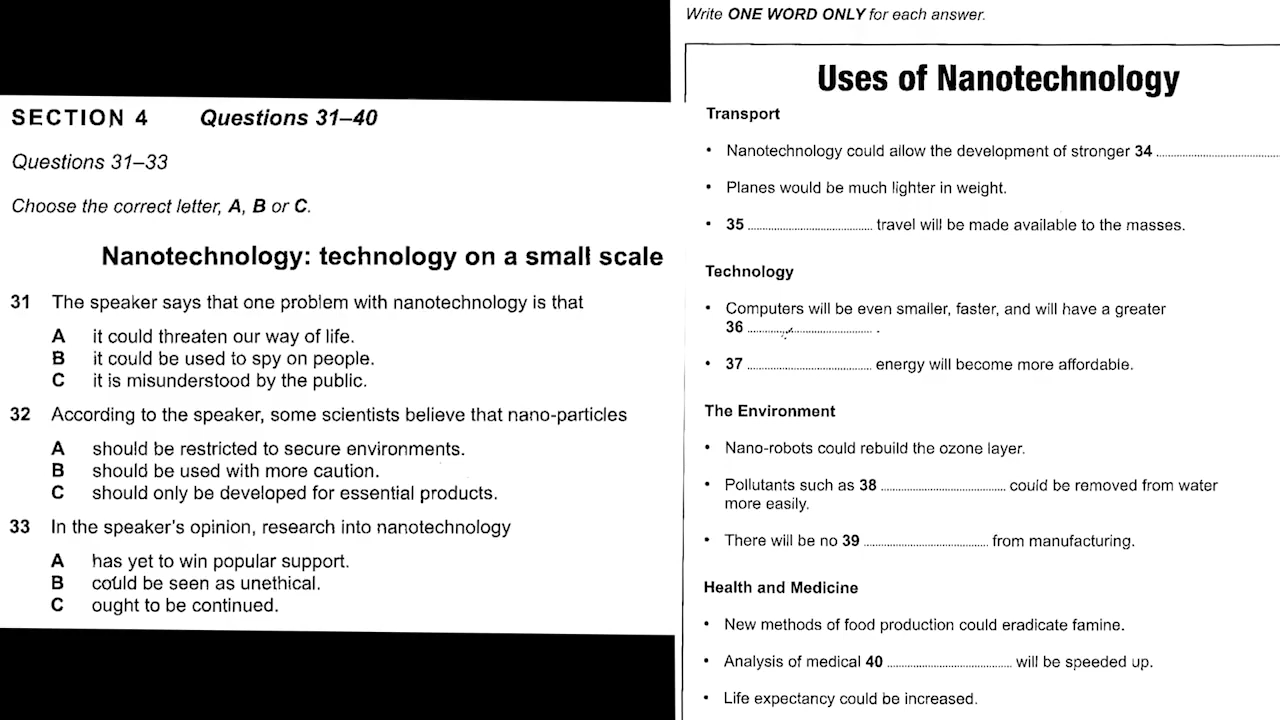 SECTION 4 Questions 31–40
Questions 31–33
Choose the correct letter, A, B or C.
Nanotechnology: technology on a small scale
31 The speaker says that one problem with nanotechnology is that
A it could threaten our way of life.
B it could be used to spy on people.
C it is misunderstood by the public.
32 According to the speaker, some scientists believe that nano-particles
A should be restricted to secure environments.
B should be used with more caution.
C should only be developed for essential products.
33 In the speaker's opinion, research into nanotechnology
A has yet to win popular support.
B could be seen as unethical.
C ought to be continued.
Write ONE WORD ONLY for each answer.
Uses of Nanotechnology
Transport
• Nanotechnology could allow the development of stronger 34 ..............................
• Planes would be much lighter in weight.
• 35 .............................. travel will be made available to the masses.
Technology
• Computers will be even smaller, faster, and will have a greater
36 .............................. .
• 37 .............................. energy will become more affordable.
The Environment
• Nano-robots could rebuild the ozone layer.
• Pollutants such as 38 .............................. could be removed from water
more easily.
• There will be no 39 .............................. from manufacturing.
Health and Medicine
• New methods of food production could eradicate famine.
• Analysis of medical 40 .............................. will be speeded up.
• Life expectancy could be increased.